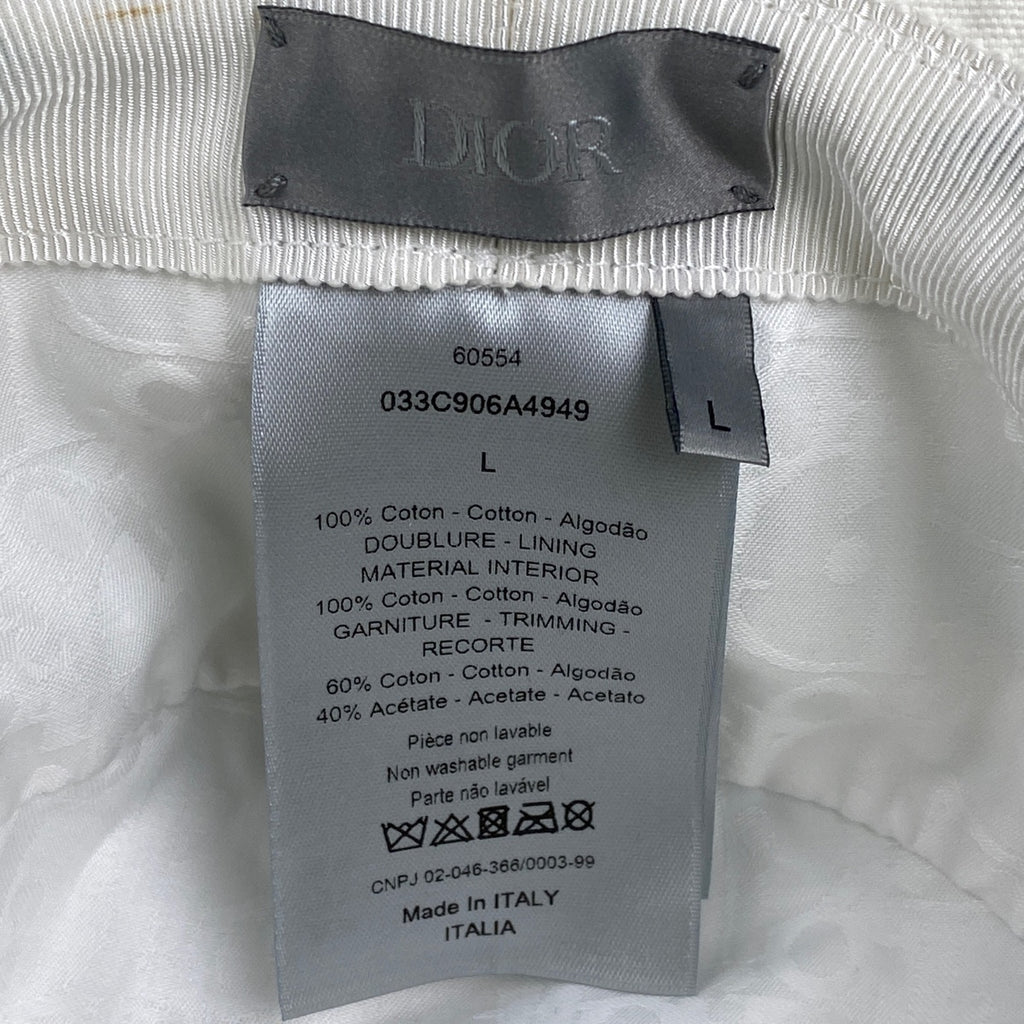 DIOR
60554
033C906A4949
L
L
100% Coton - Cotton - Algodão
DOUBLURE - LINING
MATERIAL INTERIOR
100% Coton - Cotton - Algodão
GARNITURE - TRIMMING -
RECORTE
60% Coton - Cotton - Algodão
40% Acétate - Acetate - Acetato
Pièce non lavable
Non washable garment
Parte não lavável
CNPJ 02-046-366/0003-99
Made In ITALY
ITALIA